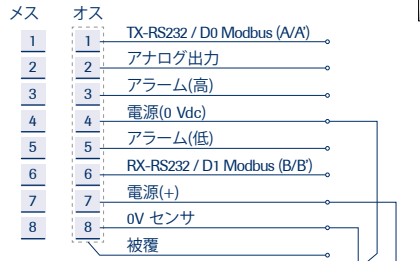 メス オス
1 1 TX-RS232 / D0 Modbus (A/A')
2 2 アナログ出力
3 3 アラーム(高)
4 4 電源(0 Vdc)
5 5 アラーム(低)
6 6 RX-RS232 / D1 Modbus (B/B')
7 7 電源(+)
8 8 0V センサ
被覆